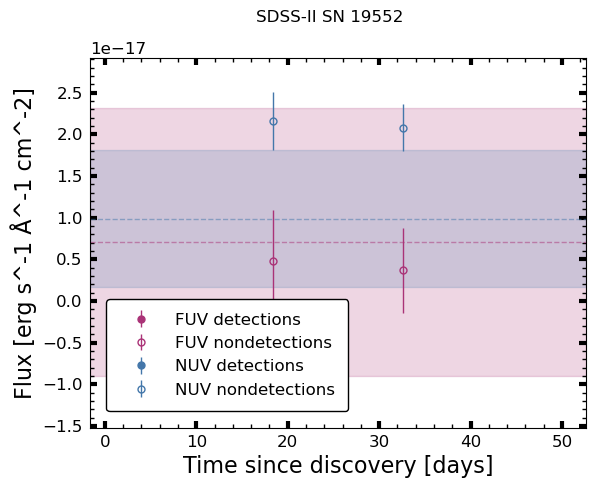 SDSS-II SN 19552
1e−17
Flux [erg s^-1 Å^-1 cm^-2]
2.5
2.0
1.5
1.0
0.5
0.0
−0.5
−1.0
−1.5
FUV detections
FUV nondetections
NUV detections
NUV nondetections
0 10 20 30 40 50
Time since discovery [days]